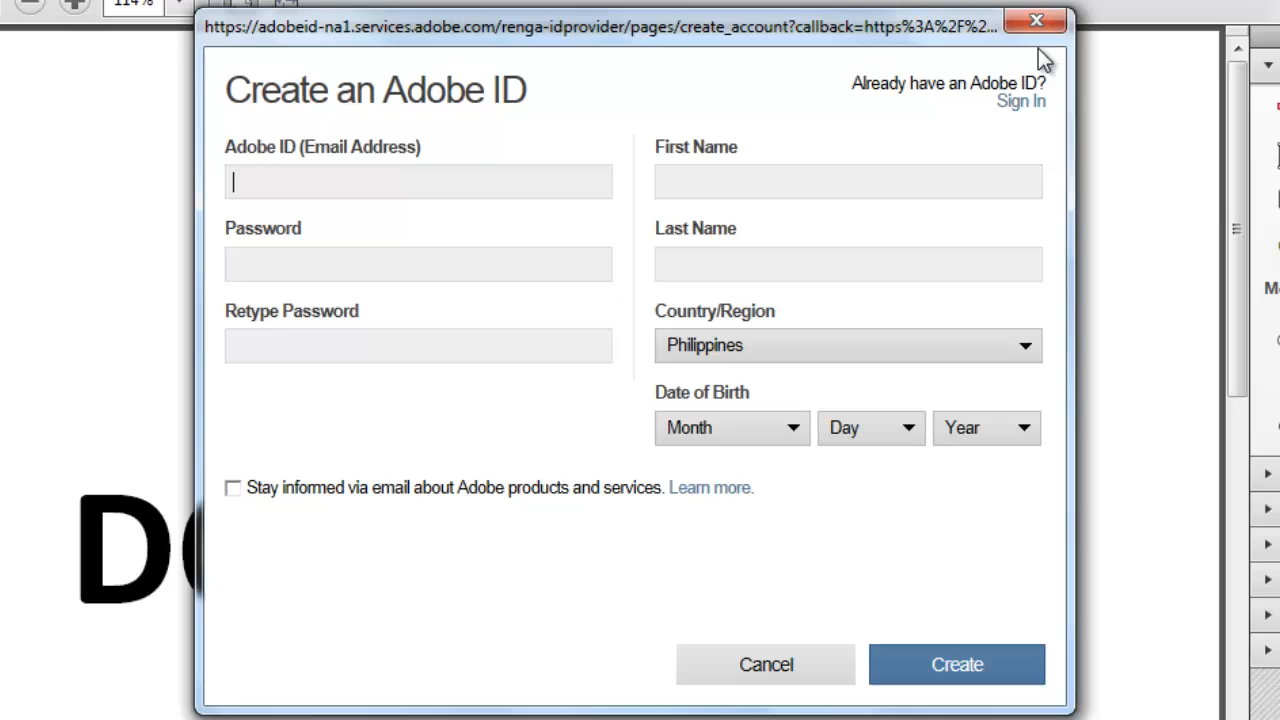 114%
https://adobeid-na1.services.adobe.com/renga-idprovider/pages/create_account?callback=https%3A%2F%2...
Create an Adobe ID
Already have an Adobe ID?
Sign In
Adobe ID (Email Address)
First Name
Password
Last Name
Retype Password
Country/Region
Philippines
Date of Birth
Month
Day
Year
Stay informed via email about Adobe products and services. Learn more.
D
Cancel
Create